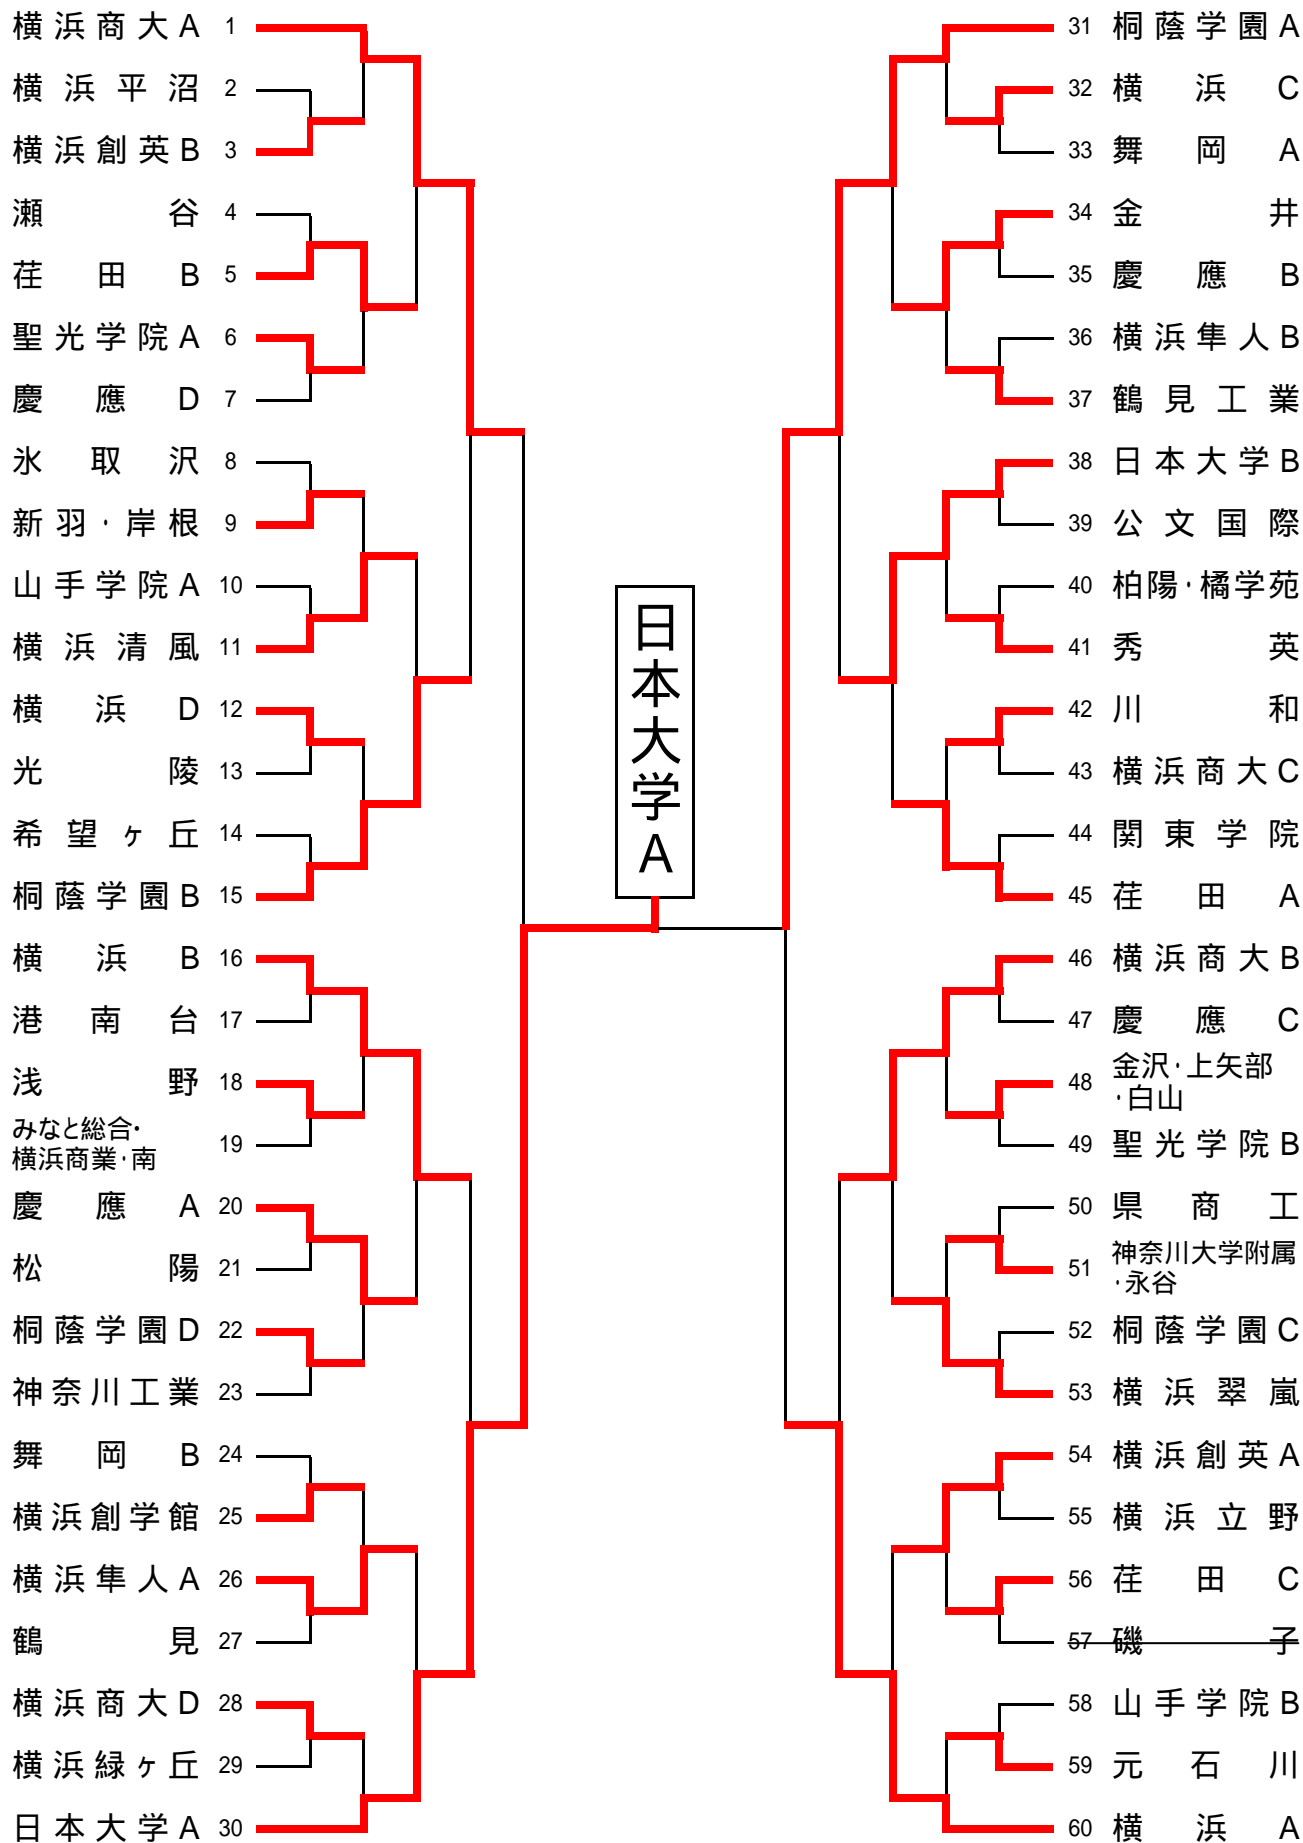 横浜商大A 1
横浜平沼 2
横浜創英B 3
瀬谷 4
荏田B 5
聖光学院A 6
慶應D 7
氷取沢 8
新羽・岸根 9
山手学院A 10
横浜清風 11
横浜D 12
光陵 13
希望ヶ丘 14
桐蔭学園B 15
横浜B 16
港南台 17
浅野 18
みなと総合・
横浜商業・南 19
慶應A 20
松陽 21
桐蔭学園D 22
神奈川工業 23
舞岡B 24
横浜創学館 25
横浜隼人A 26
鶴見 27
横浜商大D 28
横浜緑ヶ丘 29
日本大学A 30
日本大学A
31 桐蔭学園A
32 横浜C
33 舞岡A
34 金井
35 慶應B
36 横浜隼人B
37 鶴見工業
38 日本大学B
39 公文国際
40 柏陽・橘学苑
41 秀英
42 川和
43 横浜商大C
44 関東学院
45 荏田A
46 横浜商大B
47 慶應C
48 金沢・上矢部
・白山
49 聖光学院B
50 県商工
51 神奈川大学附属
・永谷
52 桐蔭学園C
53 横浜翠嵐
54 横浜創英A
55 横浜立野
56 荏田C
57 磯子
58 山手学院B
59 元石川
60 横浜A